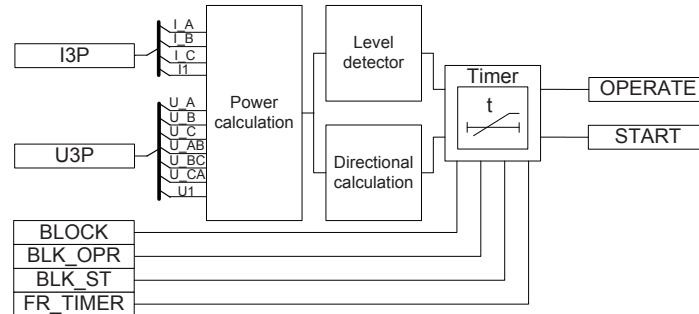 I3P
I_A
I_B
I_C
I1
U3P
U_A
U_B
U_C
U_AB
U_BC
U_CA
U1
Power
calculation
Level
detector
Directional
calculation
Timer
t
OPERATE
START
BLOCK
BLK_OPR
BLK_ST
FR_TIMER